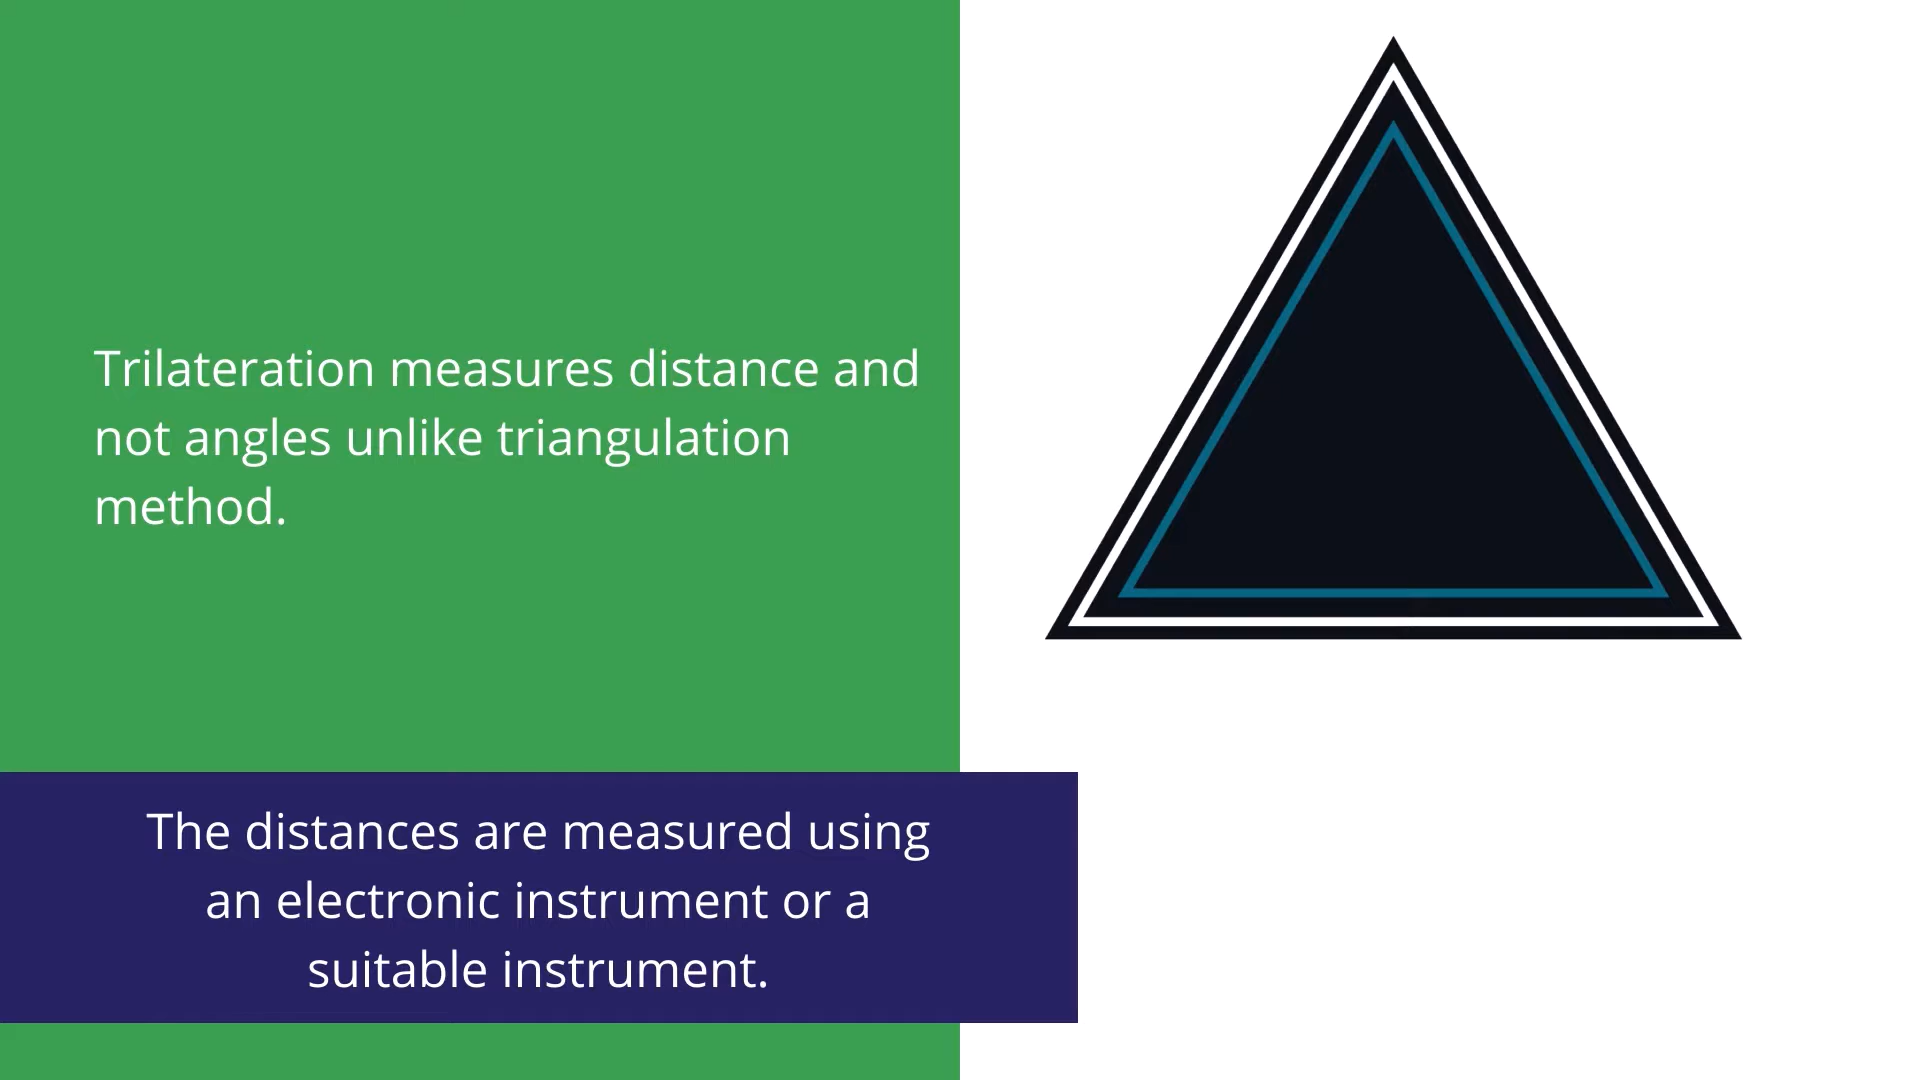 Trilateration measures distance and
not angles unlike triangulation
method.
The distances are measured using
an electronic instrument or a
suitable instrument.